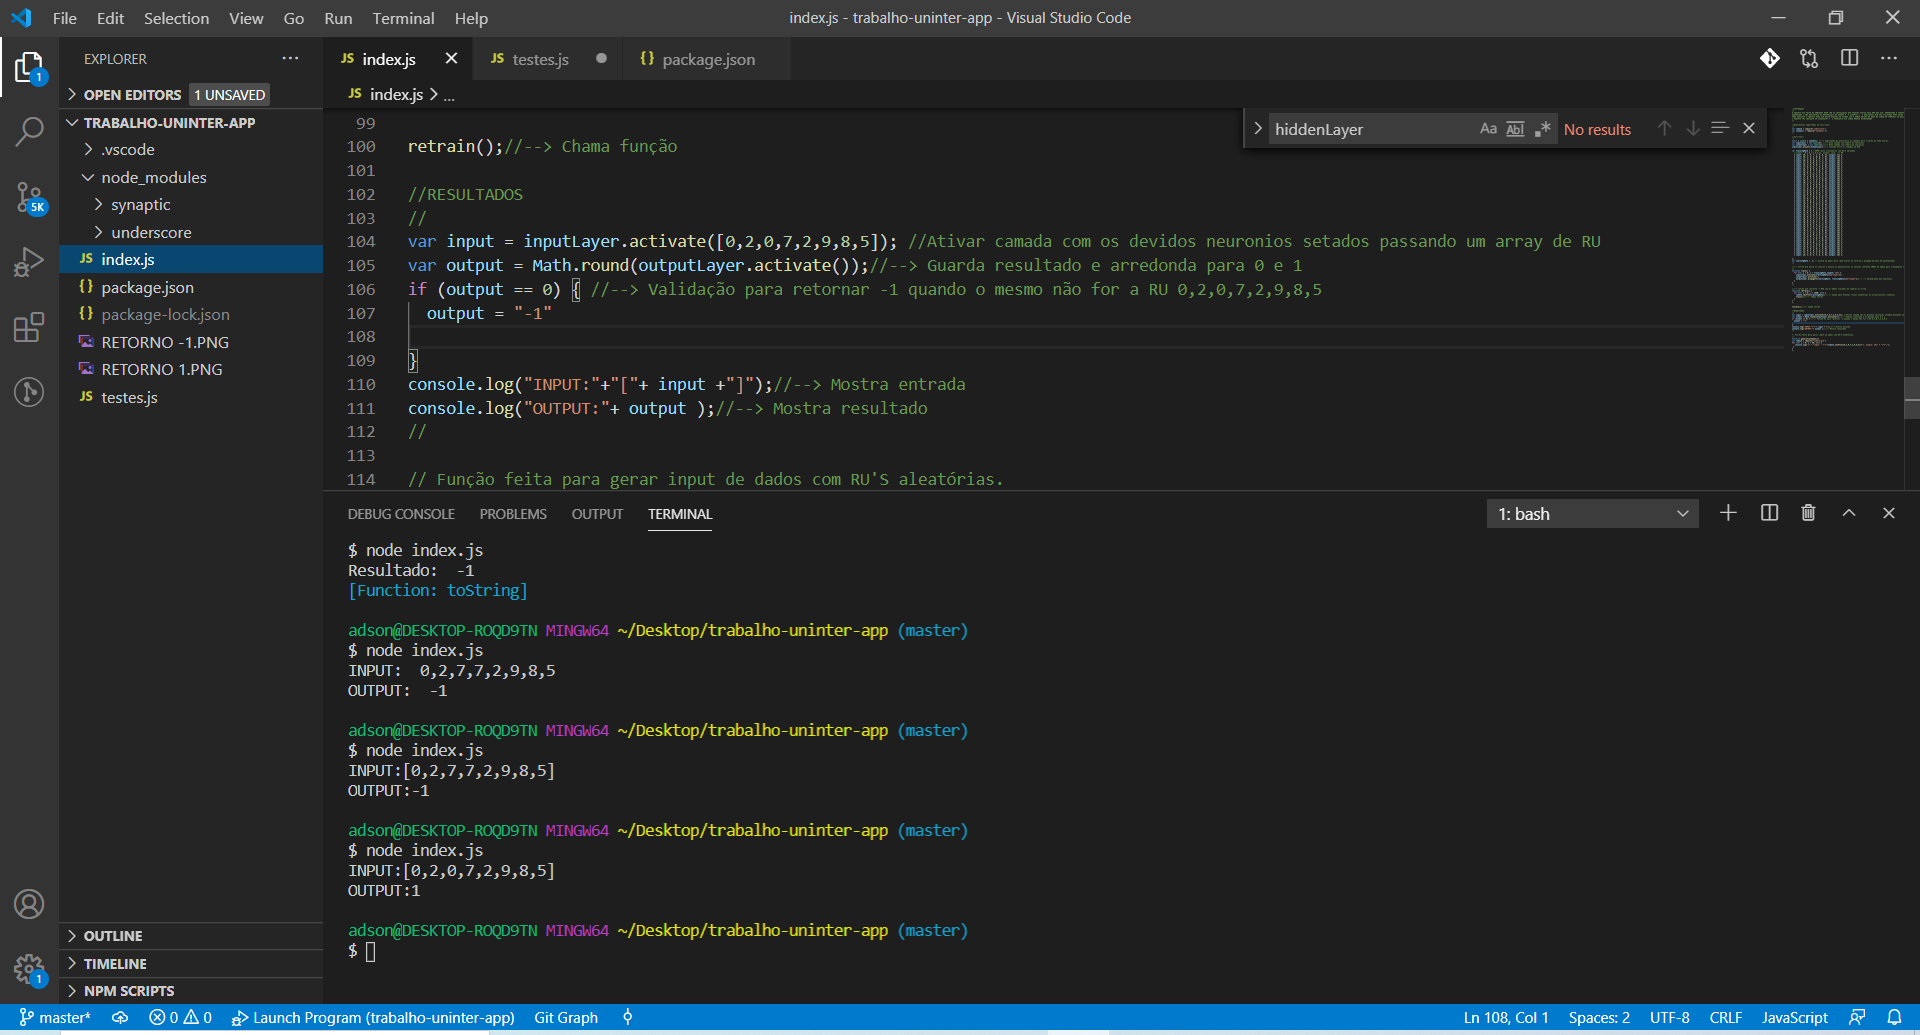 File Edit Selection View Go Run Terminal Help
index.js - trabalho-uninter-app - Visual Studio Code
EXPLORER
JS index.js
JS testes.js
{} package.json
OPEN EDITORS 1 UNSAVED
JS index.js > ...
TRABALHO-UNINTER-APP
.vscode
node_modules
synaptic
underscore
JS index.js
{} package.json
{} package-lock.json
RETORNO -1.PNG
RETORNO 1.PNG
JS testes.js
1
5K
hiddenLayer Aa Abl .* No results
99
100 retrain();//--> Chama função
101
102 //RESULTADOS
103 //
104 var input = inputLayer.activate([0,2,0,7,2,9,8,5]); //Ativar camada com os devidos neuronios setados passando um array de RU
105 var output = Math.round(outputLayer.activate());//--> Guarda resultado e arredonda para 0 e 1
106 if (output == 0) { //--> Validação para retornar -1 quando o mesmo não for a RU 0,2,0,7,2,9,8,5
107 output = "-1"
108
109 }
110 console.log("INPUT:"+"["+ input +"]");//--> Mostra entrada
111 console.log("OUTPUT:"+ output );//--> Mostra resultado
112 //
113
114 // Função feita para gerar input de dados com RU'S aleatórias.
DEBUG CONSOLE PROBLEMS OUTPUT TERMINAL
1: bash
$ node index.js
Resultado:  -1
[Function: toString]
adson@DESKTOP-ROQD9TN MINGW64 ~/Desktop/trabalho-uninter-app (master)
$ node index.js
INPUT:  0,2,7,7,2,9,8,5
OUTPUT:  -1
adson@DESKTOP-ROQD9TN MINGW64 ~/Desktop/trabalho-uninter-app (master)
$ node index.js
INPUT:[0,2,7,7,2,9,8,5]
OUTPUT:-1
adson@DESKTOP-ROQD9TN MINGW64 ~/Desktop/trabalho-uninter-app (master)
$ node index.js
INPUT:[0,2,0,7,2,9,8,5]
OUTPUT:1
adson@DESKTOP-ROQD9TN MINGW64 ~/Desktop/trabalho-uninter-app (master)
$
OUTLINE
TIMELINE
NPM SCRIPTS
1
master* 0 0 Launch Program (trabalho-uninter-app) Git Graph
Ln 108, Col 1 Spaces: 2 UTF-8 CRLF JavaScript